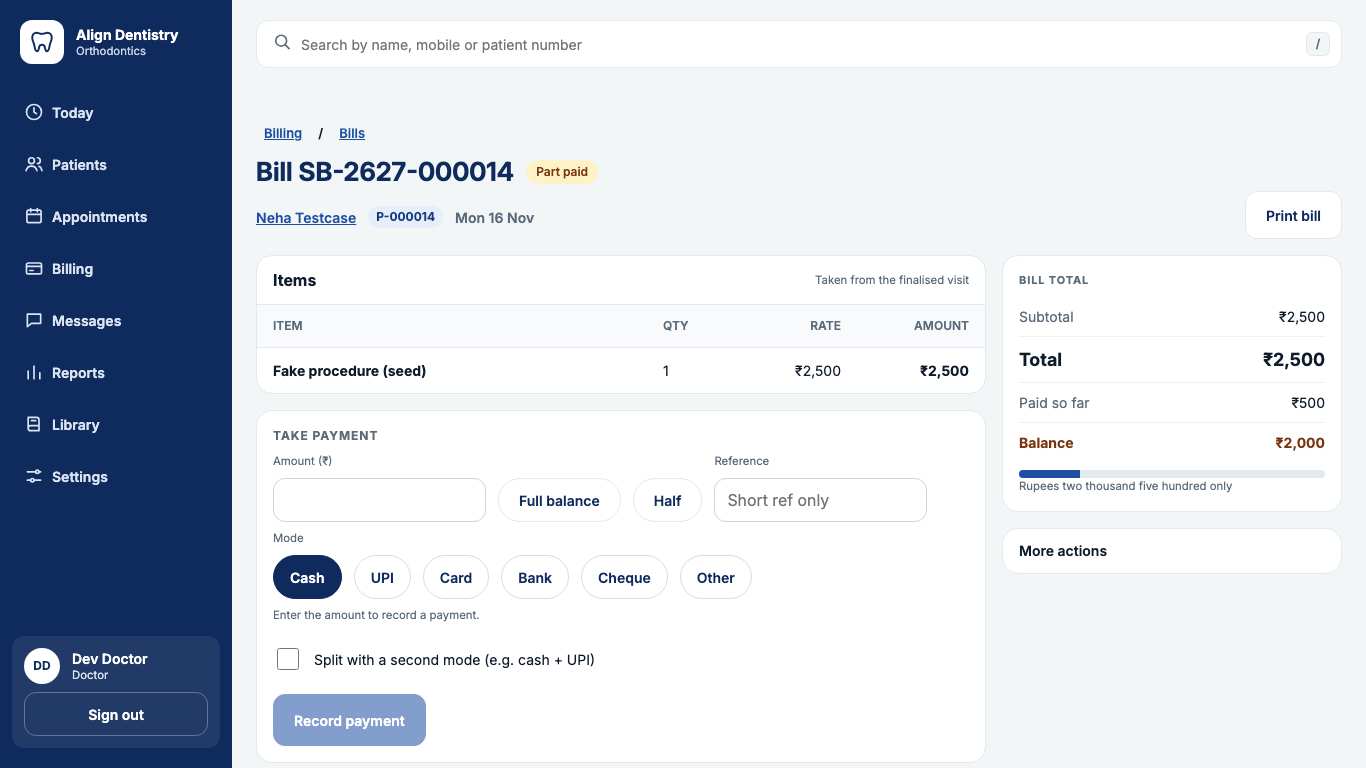 Align Dentistry
Orthodontics
Today
Patients
Appointments
Billing
Messages
Reports
Library
Settings
DD
Dev Doctor
Doctor
Sign out
Search by name, mobile or patient number
/
Billing / Bills
Bill SB-2627-000014 Part paid
Neha Testcase P-000014 Mon 16 Nov
Print bill
Items Taken from the finalised visit
ITEM QTY RATE AMOUNT
Fake procedure (seed) 1 ₹2,500 ₹2,500
TAKE PAYMENT
Amount (₹) Reference
Full balance Half Short ref only
Mode
Cash UPI Card Bank Cheque Other
Enter the amount to record a payment.
Split with a second mode (e.g. cash + UPI)
Record payment
BILL TOTAL
Subtotal ₹2,500
Total ₹2,500
Paid so far ₹500
Balance ₹2,000
Rupees two thousand five hundred only
More actions